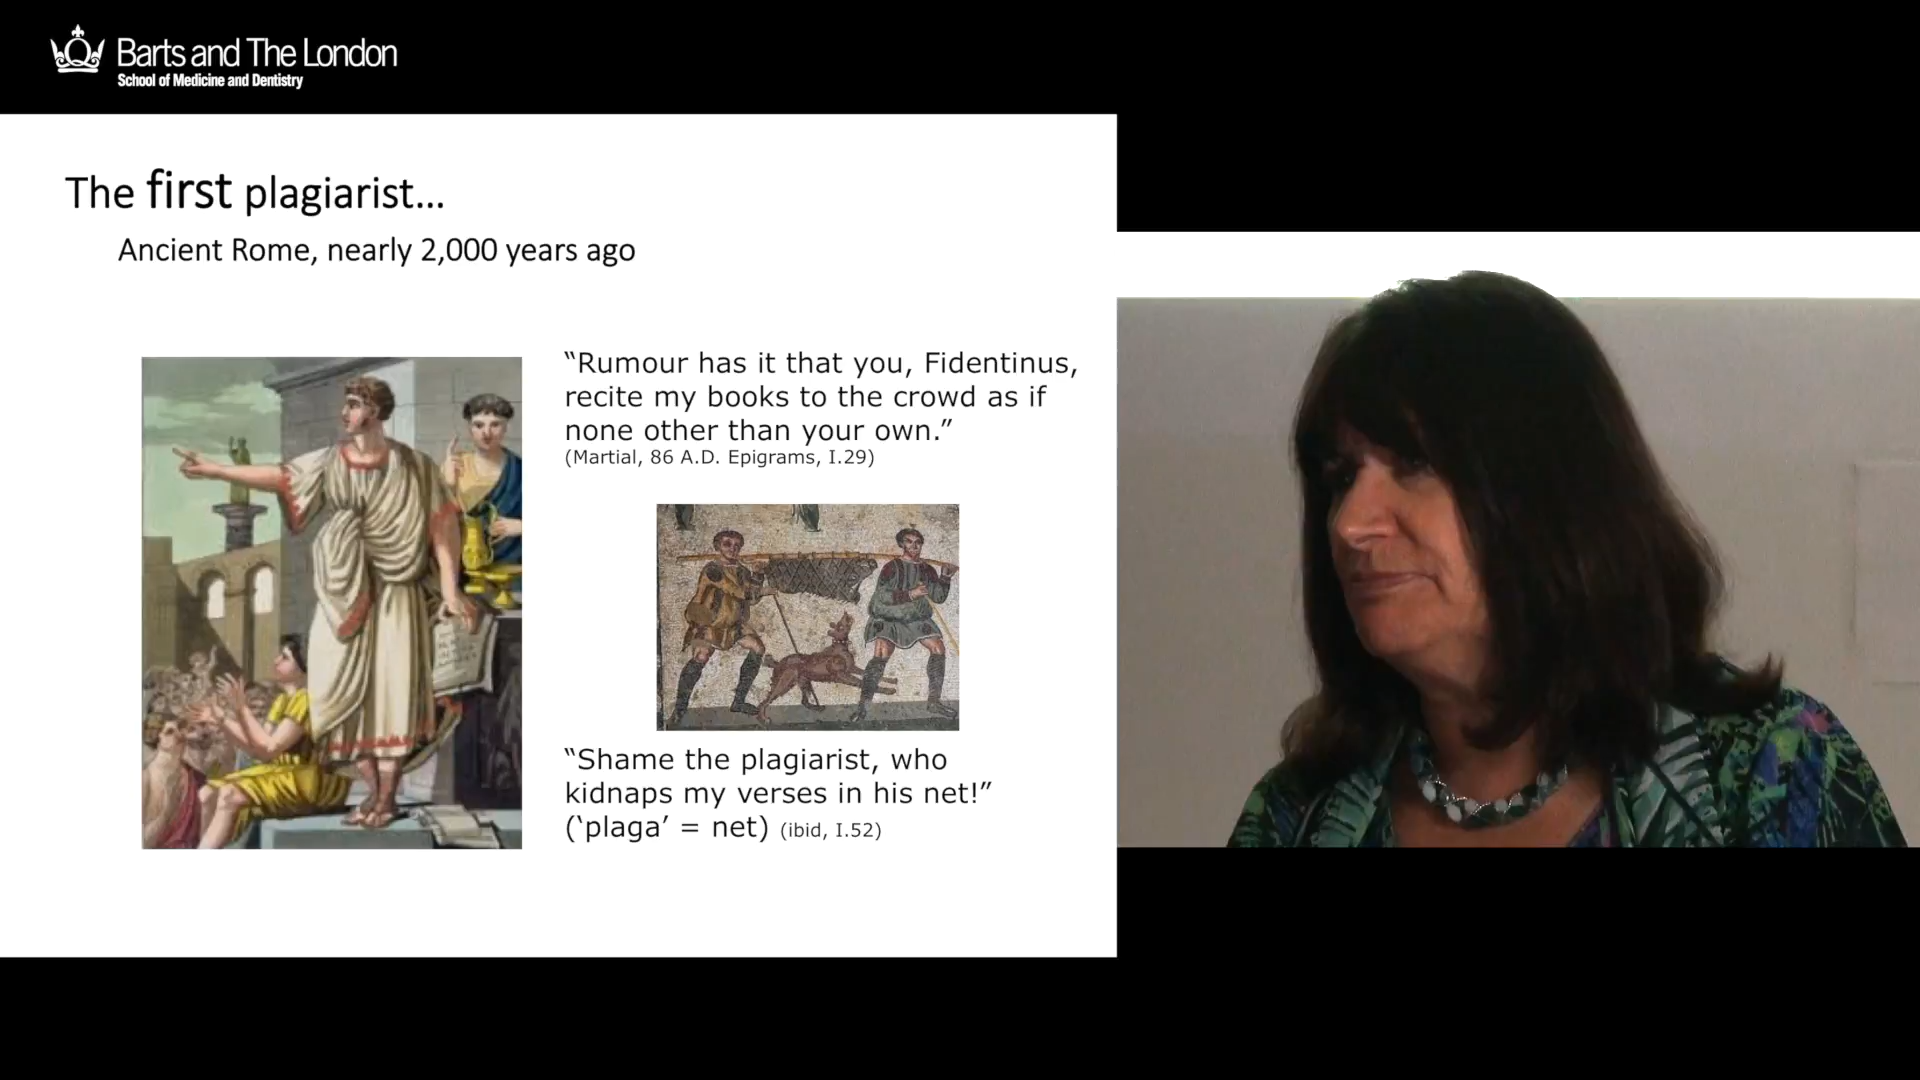 Barts and The London
School of Medicine and Dentistry
The first plagiarist...
Ancient Rome, nearly 2,000 years ago
“Rumour has it that you, Fidentinus,
recite my books to the crowd as if
none other than your own.”
(Martial, 86 A.D. Epigrams, I.29)
“Shame the plagiarist, who
kidnaps my verses in his net!”
(‘plaga’ = net) (ibid, I.52)